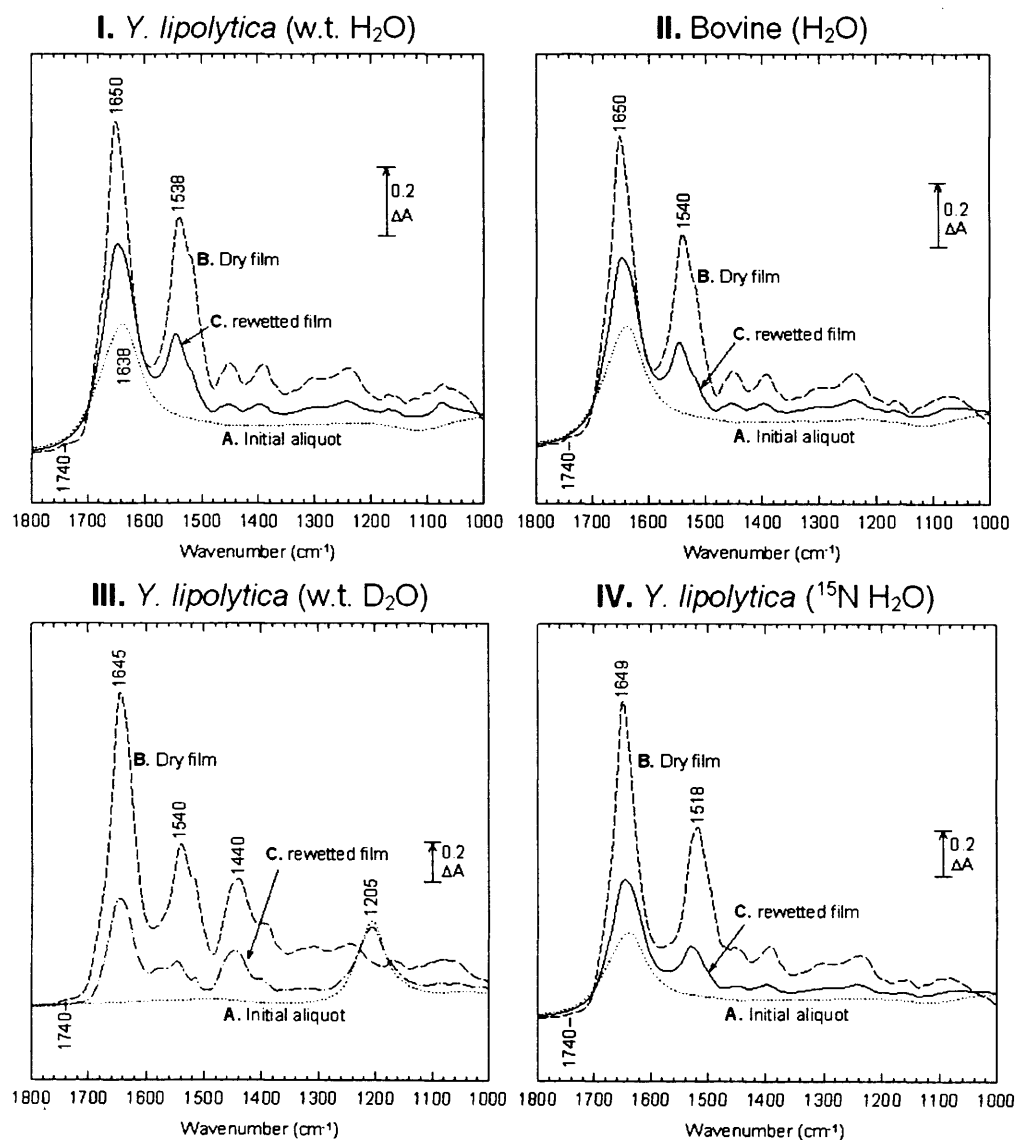 I. Y. lipolytica (w.t. H₂O)
1650
1538
0.2
ΔA
B. Dry film
C. rewetted film
1638
A. Initial aliquot
1740
1800 1700 1600 1500 1400 1300 1200 1100 1000
Wavenumber (cm⁻¹)
II. Bovine (H₂O)
1650
1540
0.2
ΔA
B. Dry film
C. rewetted film
A. Initial aliquot
1740
1800 1700 1600 1500 1400 1300 1200 1100 1000
Wavenumber (cm⁻¹)
III. Y. lipolytica (w.t. D₂O)
1645
B. Dry film
1540
1440
C. rewetted film
0.2
ΔA
1205
A. Initial aliquot
1740
1800 1700 1600 1500 1400 1300 1200 1100 1000
Wavenumber (cm⁻¹)
IV. Y. lipolytica (¹⁵N H₂O)
1649
B. Dry film
1518
0.2
ΔA
C. rewetted film
A. Initial aliquot
1740
1800 1700 1600 1500 1400 1300 1200 1100 1000
Wavenumber (cm⁻¹)